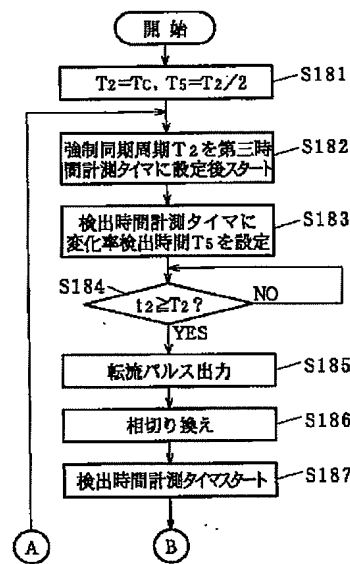 開始
T₂=Tc, T₅=T₂/2
S181
強制同期周期T₂を第三時
間計測タイマに設定後スタート
S182
検出時間計測タイマに
変化率検出時間T₅を設定
S183
S184
t₂≧T₂?
NO
YES
転流パルス出力
S185
相切り換え
S186
検出時間計測タイマスタート
S187
A
B